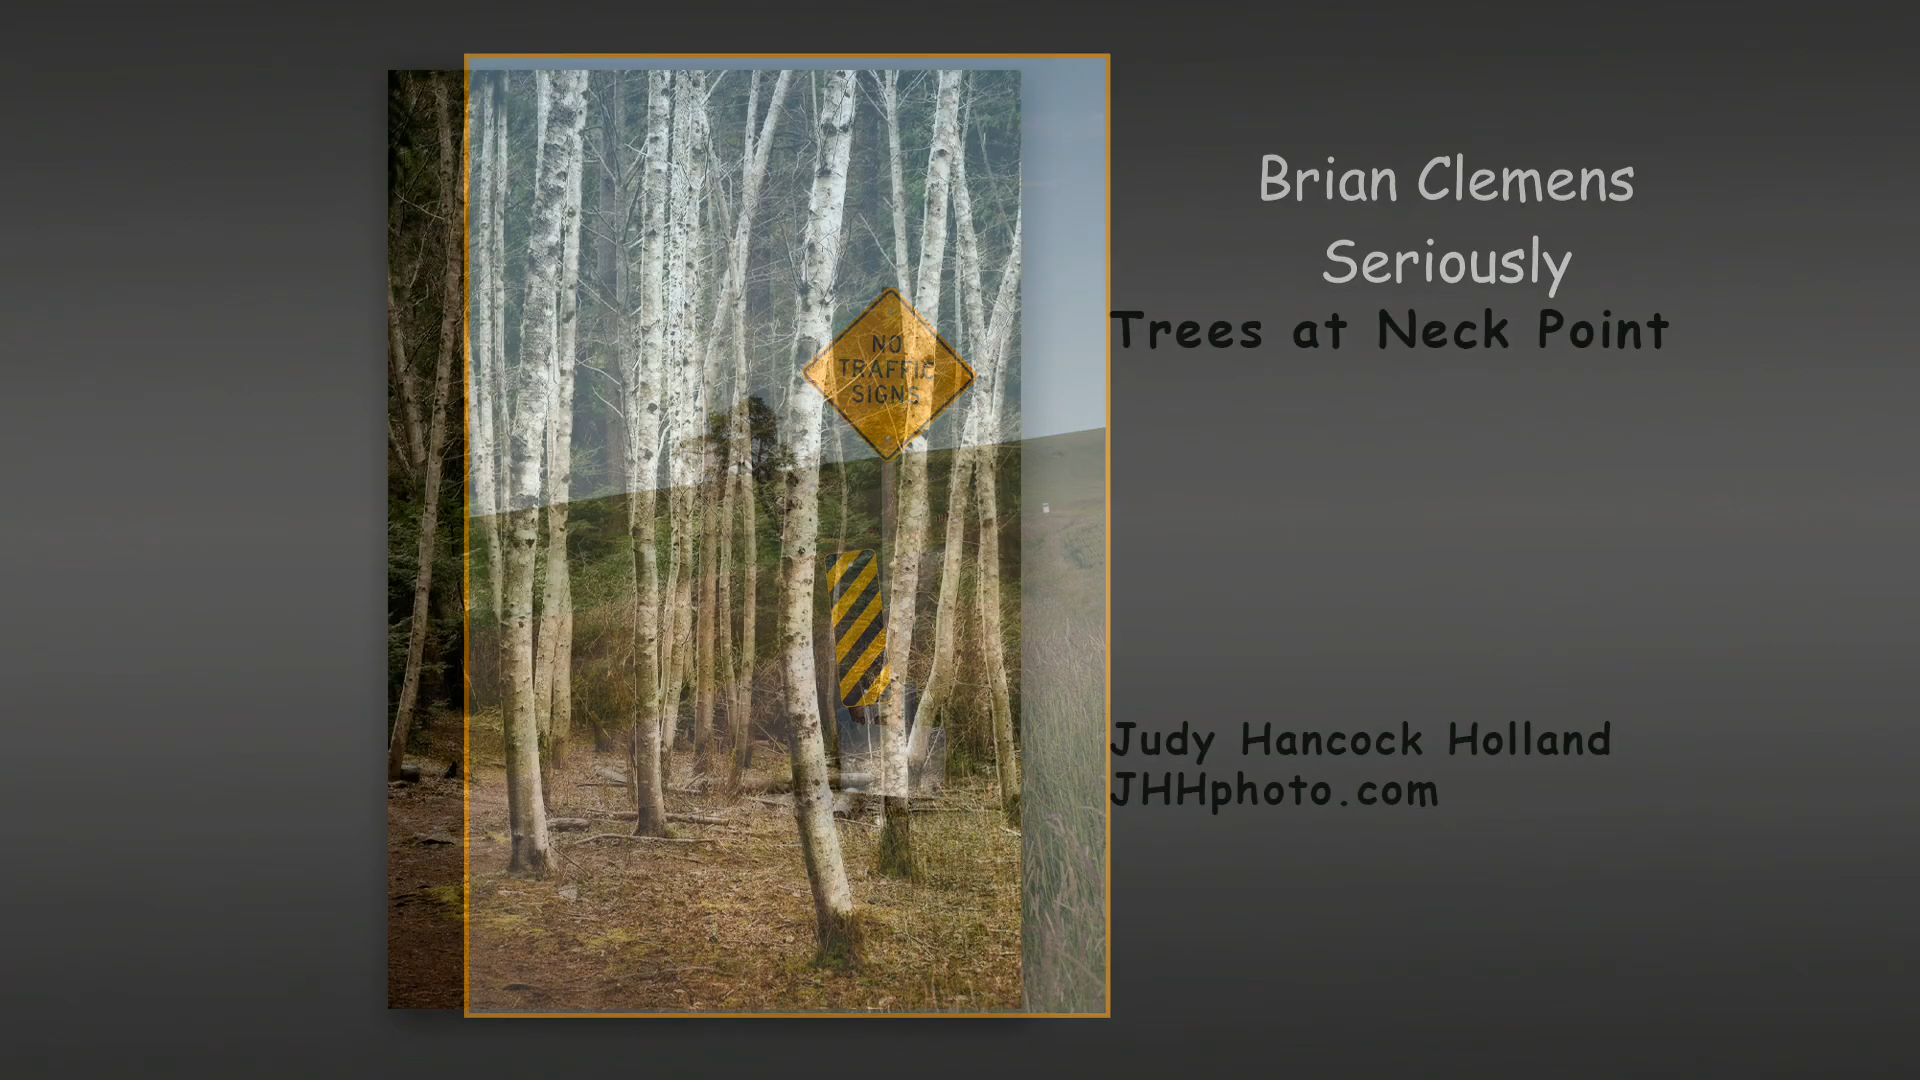 Brian Clemens
Seriously
Trees at Neck Point
NO
TRAFFIC
SIGNS
Judy Hancock Holland
JHHphoto.com